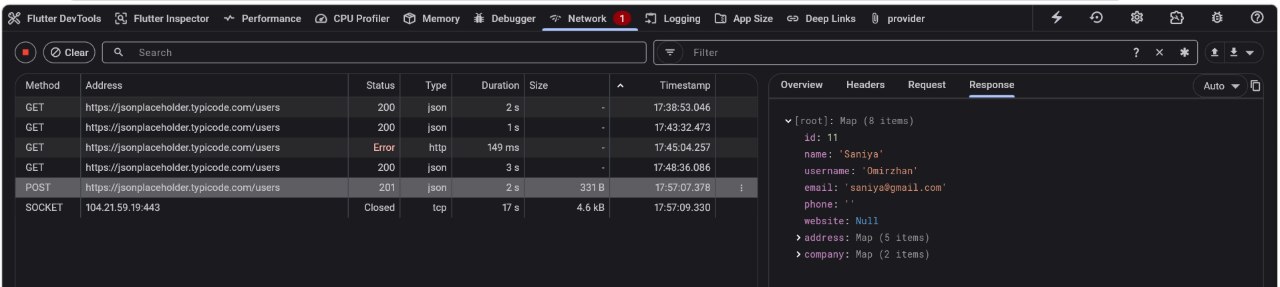 Flutter DevTools Flutter Inspector Performance CPU Profiler Memory Debugger Network 1 Logging App Size Deep Links provider
Clear Search Filter ? × *
Method Address Status Type Duration Size Timestamp
GET https://jsonplaceholder.typicode.com/users 200 json 2 s - 17:38:53.046
GET https://jsonplaceholder.typicode.com/users 200 json 1 s - 17:43:32.473
GET https://jsonplaceholder.typicode.com/users Error http 149 ms - 17:45:04.257
GET https://jsonplaceholder.typicode.com/users 200 json 3 s - 17:48:36.086
POST https://jsonplaceholder.typicode.com/users 201 json 2 s 331 B 17:57:07.378
SOCKET 104.21.59.19:443 Closed tcp 17 s 4.6 kB 17:57:09.330
Overview Headers Request Response Auto
[root]: Map (8 items)
id: 11
name: 'Saniya'
username: 'Omirzhan'
email: 'saniya@gmail.com'
phone: ''
website: Null
address: Map (5 items)
company: Map (2 items)